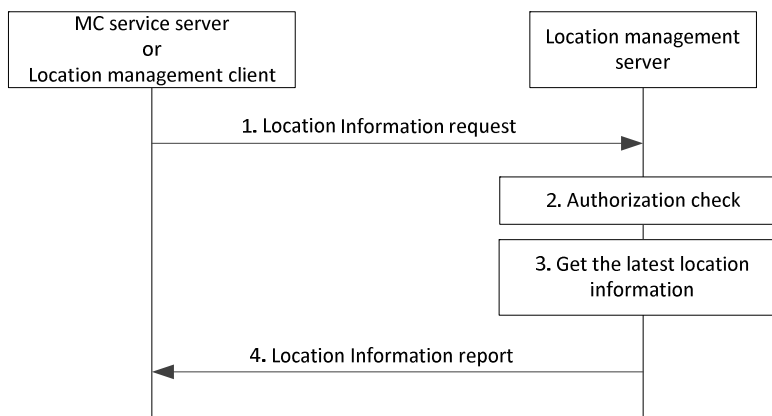 MC service server
or
Location management client
Location management
server
1. Location Information request
2. Authorization check
3. Get the latest location
information
4. Location Information report